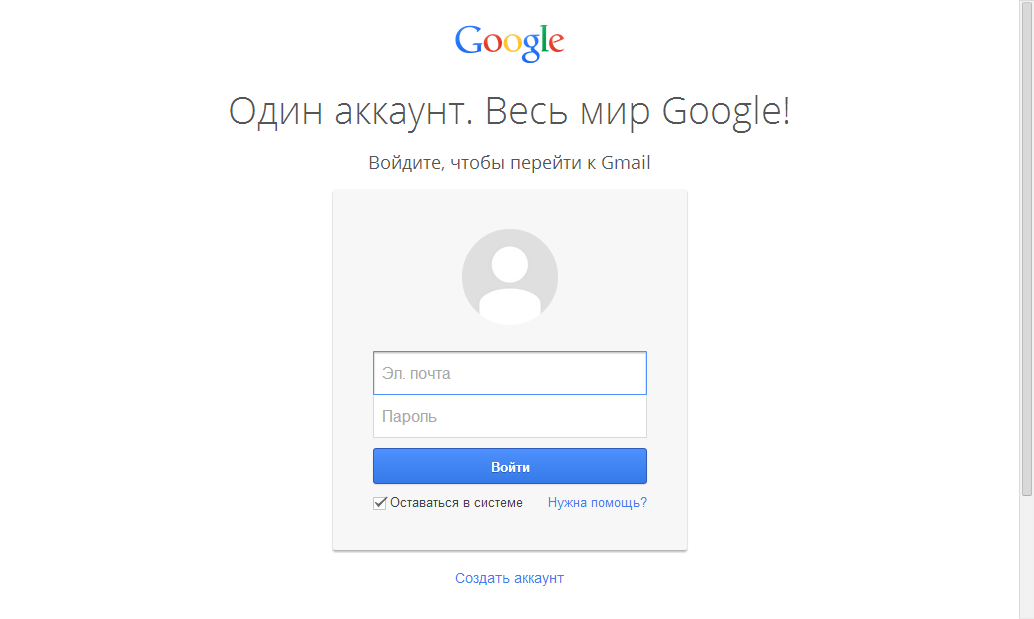 Google
Один аккаунт. Весь мир Google!
Войдите, чтобы перейти к Gmail
Эл. почта
Пароль
Войти
Оставаться в системе Нужна помощь?
Создать аккаунт